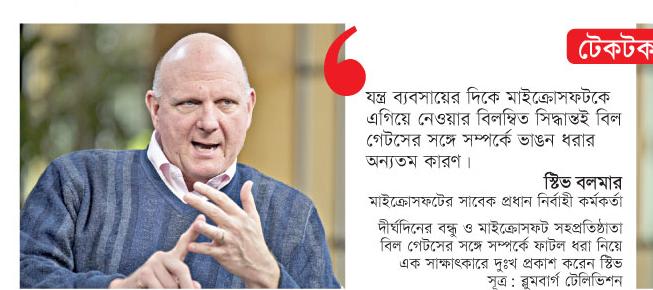 টেকটক
যন্ত্র ব্যবসায়ের দিকে মাইক্রোসফটকে
এগিয়ে নেওয়ার বিলম্বিত সিদ্ধান্তই বিল
গেটসের সঙ্গে সম্পর্কে ভাঙন ধরার
অন্যতম কারণ।
স্টিভ বলমার
মাইক্রোসফটের সাবেক প্রধান নির্বাহী কর্মকর্তা
দীর্ঘদিনের বন্ধু ও মাইক্রোসফট সহপ্রতিষ্ঠাতা
বিল গেটসের সঙ্গে সম্পর্কে ফাটল ধরা নিয়ে
এক সাক্ষাৎকারে দুঃখ প্রকাশ করেন স্টিভ
সূত্র : ব্লুমবার্গ টেলিভিশন